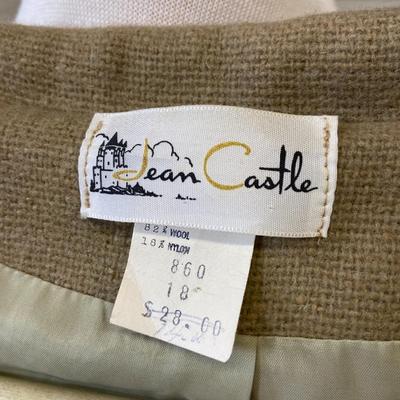 Jean Castle
82% WOOL
18% NYLON
860
18
$28.00